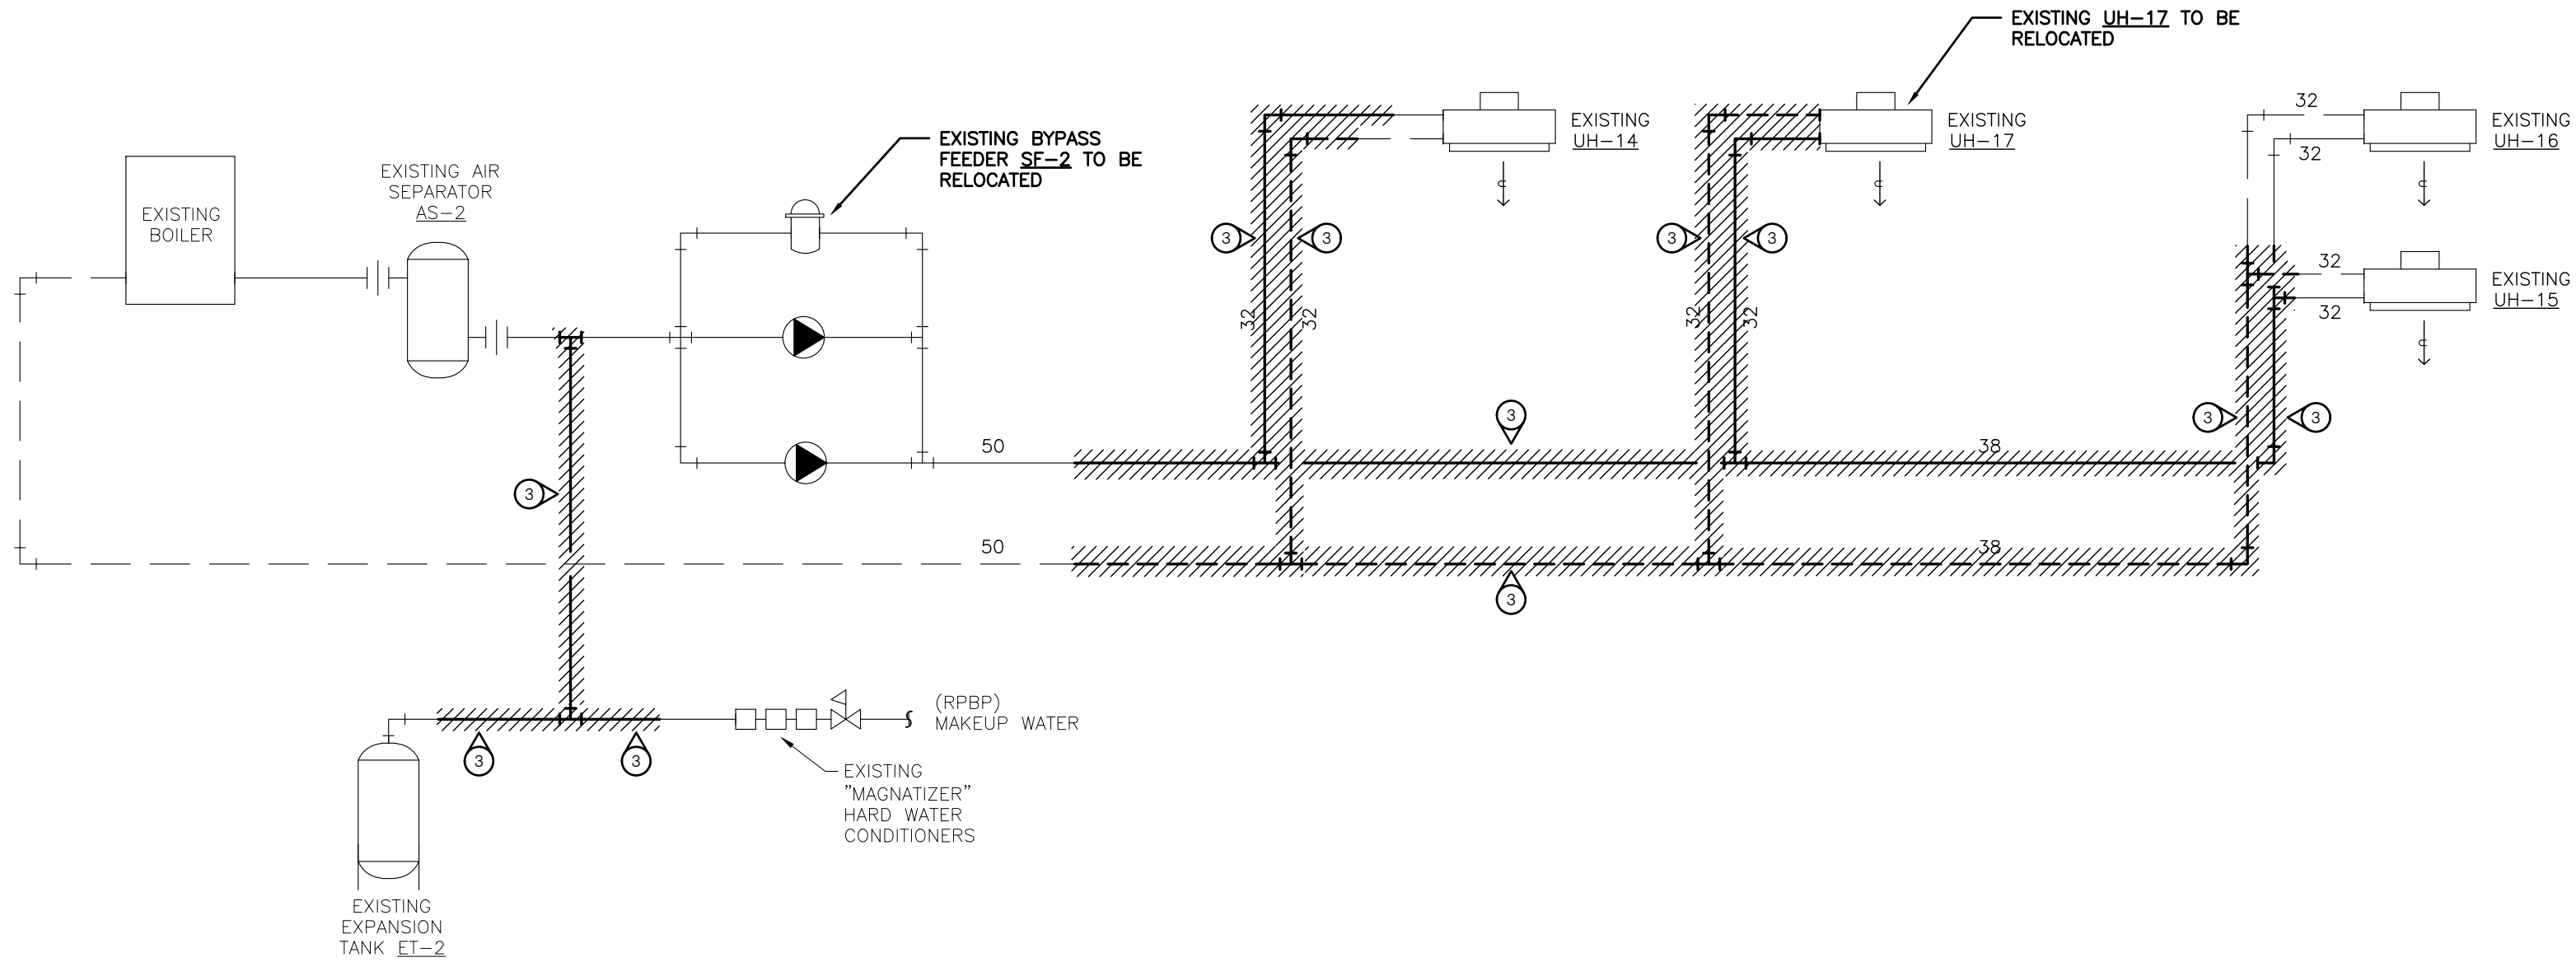 EXISTING UH-17 TO BE
RELOCATED
EXISTING BYPASS
FEEDER SF-2 TO BE
RELOCATED
EXISTING AIR
SEPARATOR
AS-2
EXISTING
BOILER
EXISTING
UH-14
EXISTING
UH-17
32
EXISTING
UH-16
32
3
3
3
3
32
EXISTING
UH-15
32
32
32
32
32
3
3
3
50
38
3
50
38
3
3
3
(RPBP)
MAKEUP WATER
EXISTING
"MAGNATIZER"
HARD WATER
CONDITIONERS
EXISTING
EXPANSION
TANK ET-2